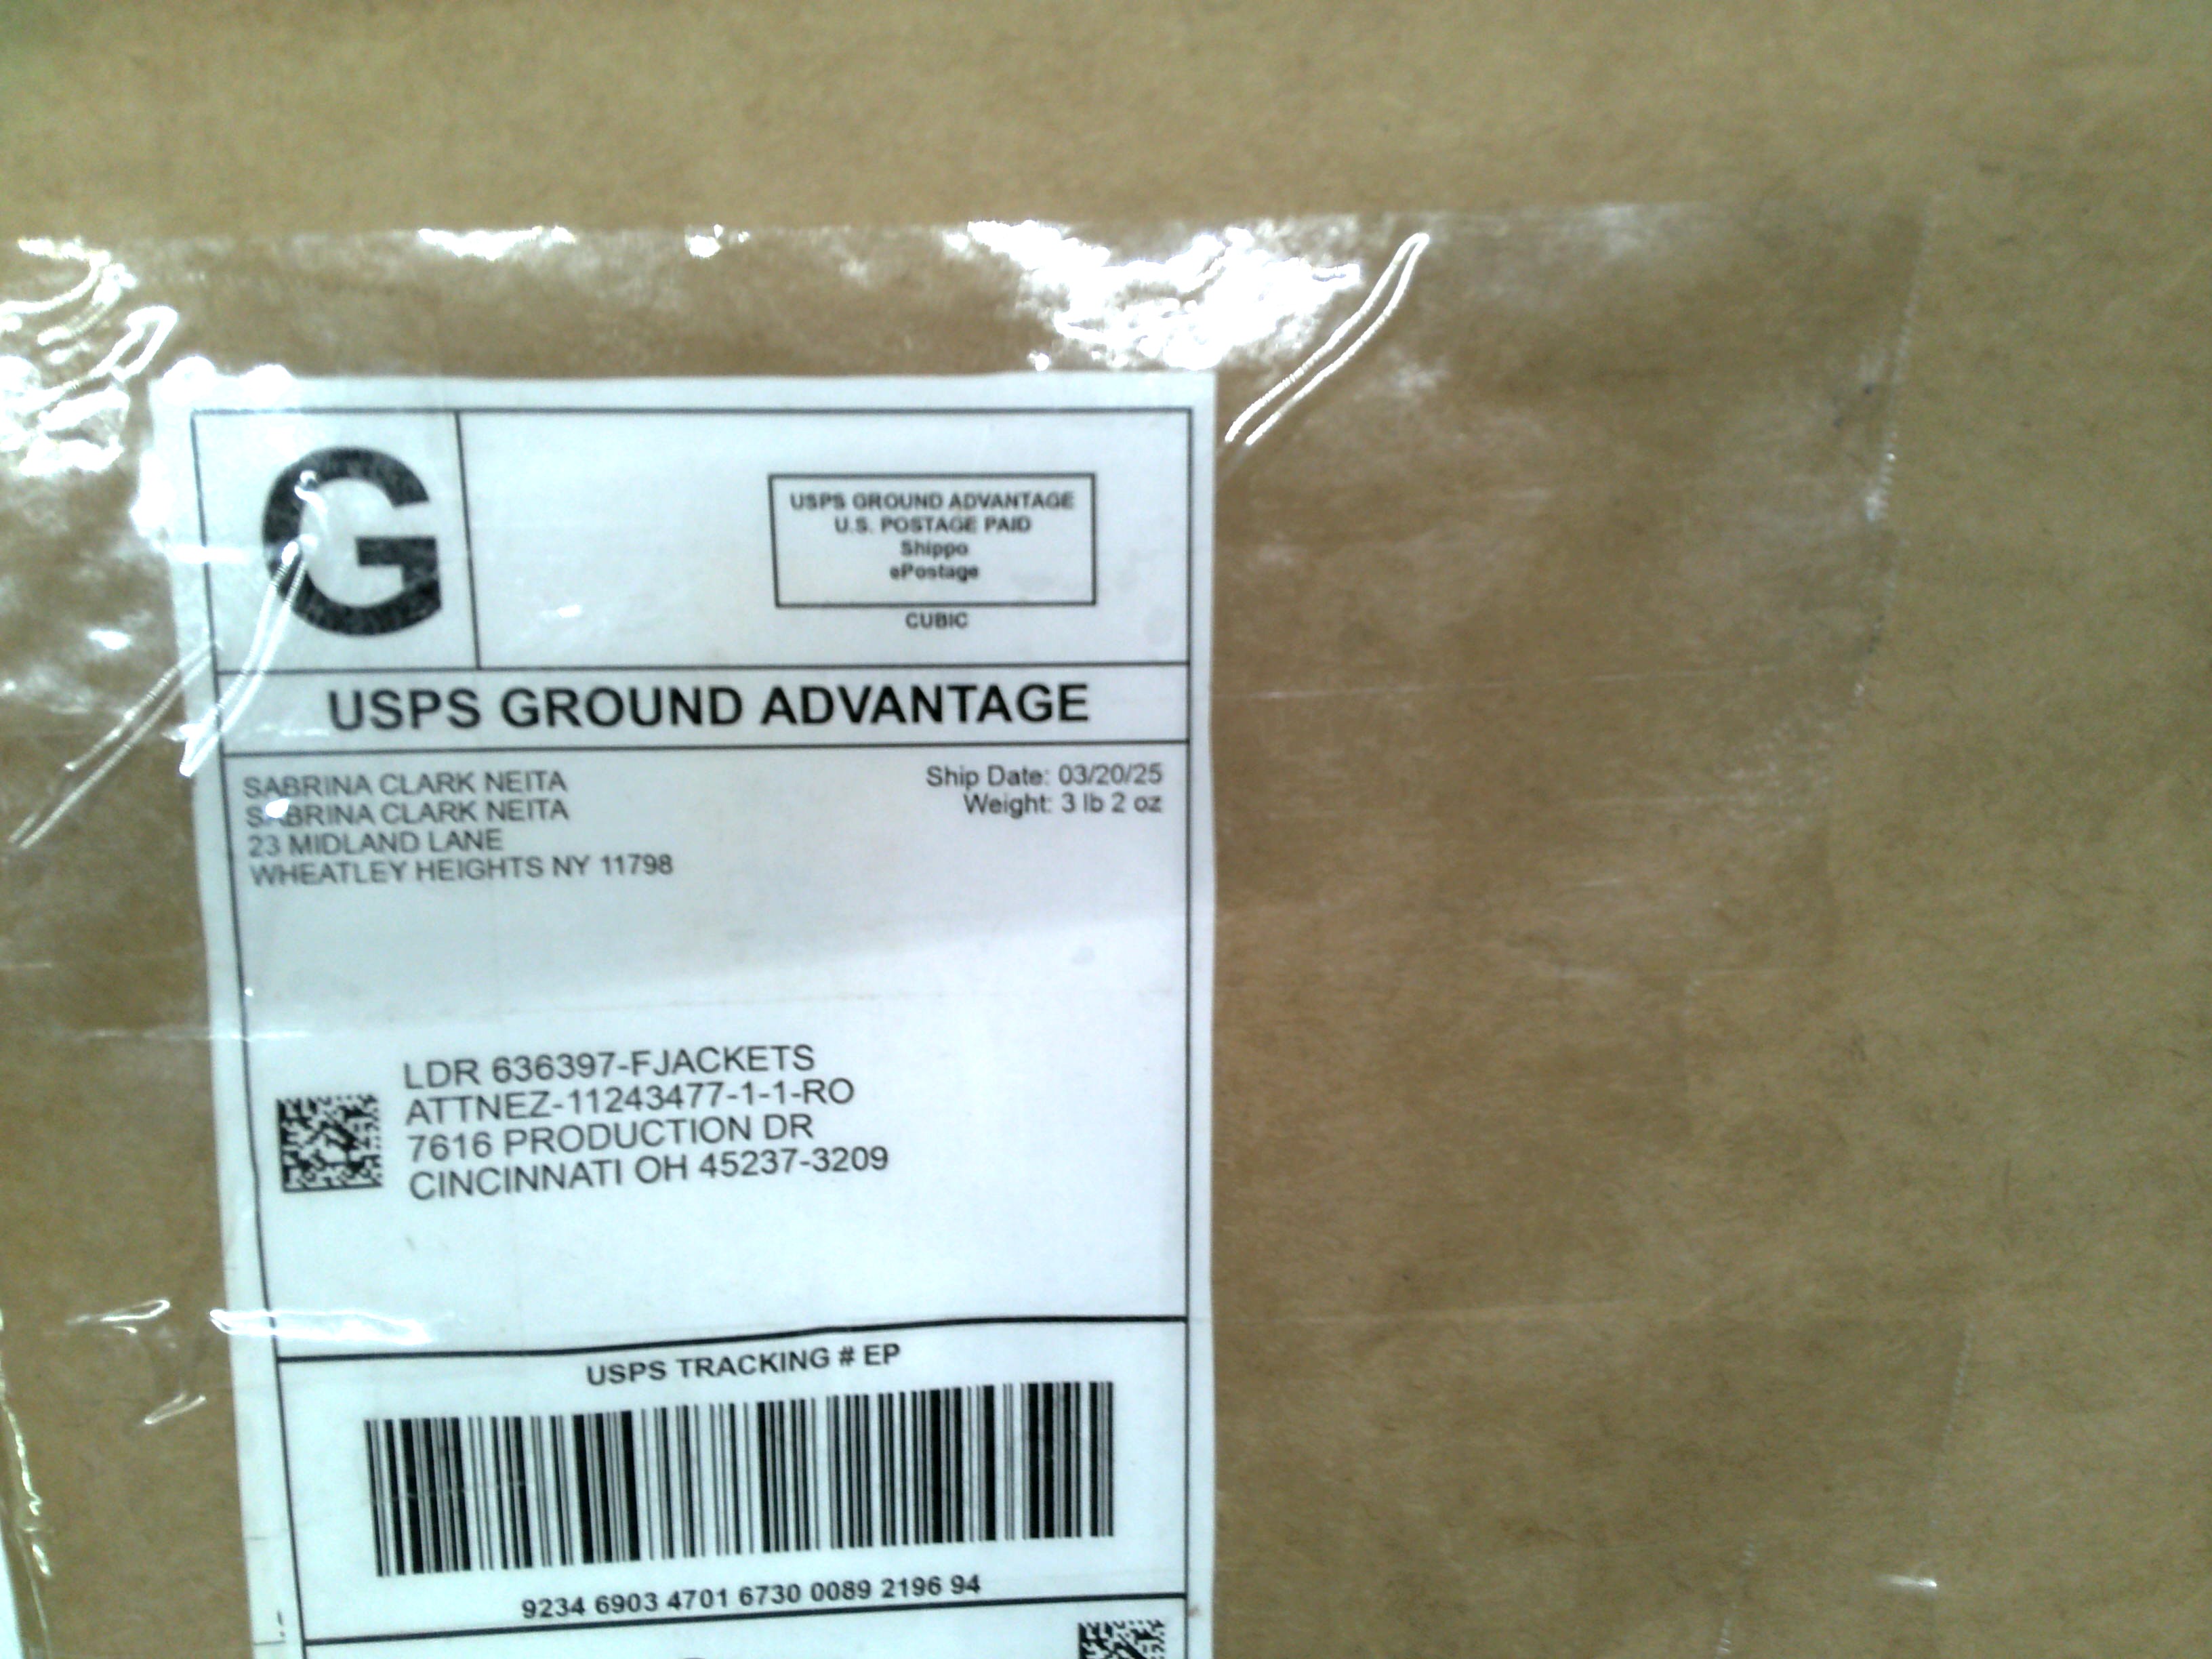 G
USPS GROUND ADVANTAGE
U.S. POSTAGE PAID
Shippo
ePostage
CUBIC
USPS GROUND ADVANTAGE
SABRINA CLARK NEITA
SABRINA CLARK NEITA
23 MIDLAND LANE
WHEATLEY HEIGHTS NY 11798
Ship Date: 03/20/25
Weight: 3 lb 2 oz
LDR 636397-FJACKETS
ATTNEZ-11243477-1-1-RO
7616 PRODUCTION DR
CINCINNATI OH 45237-3209
USPS TRACKING # EP
9234 6903 4701 6730 0089 2196 94